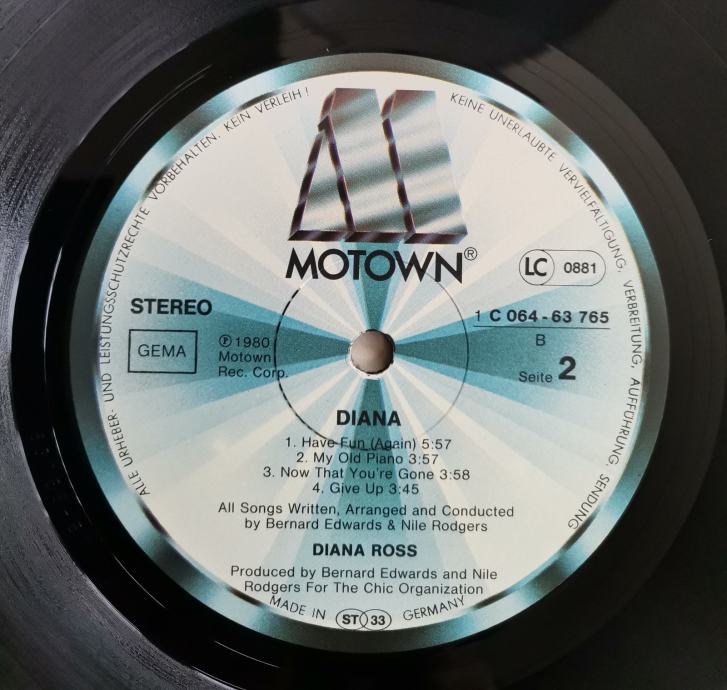 ALLE URHEBER- UND LEISTUNGSSCHUTZRECHTE VORBEHALTEN. KEIN VERLEIH! KEINE UNERLAUBTE VERVIELFÄLTIGUNG, VERBREITUNG, AUFFÜHRUNG, SENDUNG
MOTOWN®
LC 0881
STEREO
1 C 064-63 765
GEMA
℗ 1980
Motown
Rec. Corp.
B
Seite 2
DIANA
1. Have Fun (Again) 5:57
2. My Old Piano 3:57
3. Now That You're Gone 3:58
4. Give Up 3:45
All Songs Written, Arranged and Conducted
by Bernard Edwards & Nile Rodgers
DIANA ROSS
Produced by Bernard Edwards and Nile
Rodgers For The Chic Organization
MADE IN GERMANY
ST 33